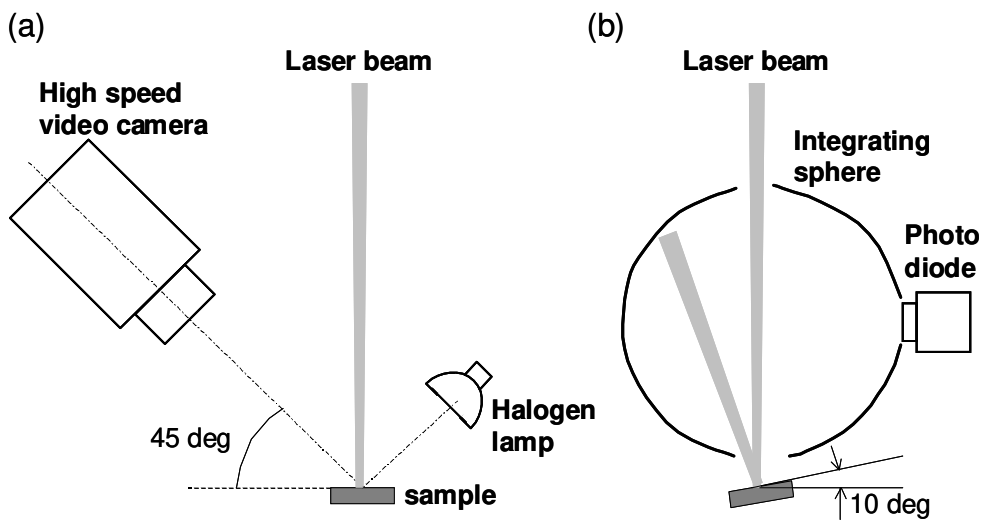 (a)
Laser beam
High speed
video camera
45 deg
Halogen
lamp
sample
(b)
Laser beam
Integrating
sphere
Photo
diode
10 deg